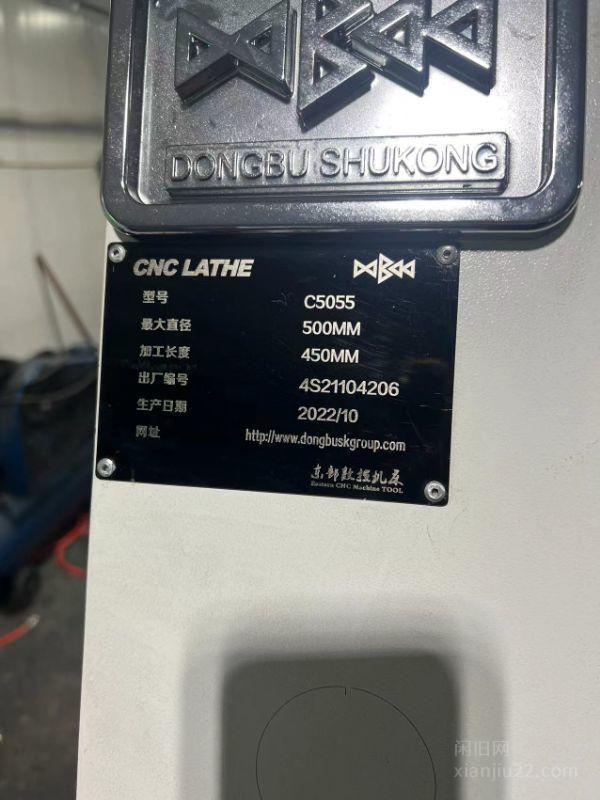 DONGBU SHUKONG
CNC LATHE
型号 C5055
最大直径 500MM
加工长度 450MM
出厂编号 4S21104206
生产日期 2022/10
网址 http://www.dongbuskgroup.com
东部数控机床
Eastern CNC Machine TOOL
闲旧网
xianjiu22.com